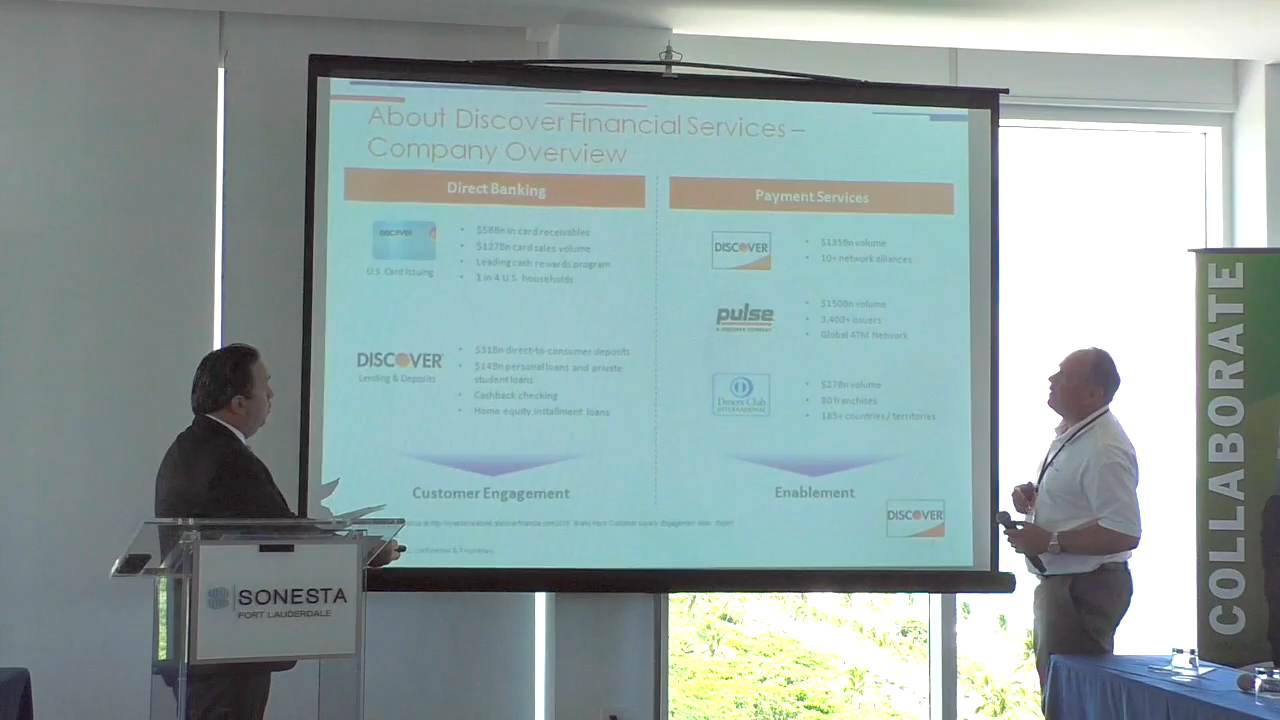 About Discover Financial Services –
Company Overview
Direct Banking
DISCOVER
U.S. Card Issuing
• $58Bn in card receivables
• $127Bn card sales volume
• Leading cash rewards program
• 1 in 4 U.S. households
DISCOVER
Lending & Deposits
• $31Bn direct-to-consumer deposits
• $14Bn personal loans and private
student loans
• Cashback checking
• Home equity installment loans
Customer Engagement
Payment Services
DISCOVER
• $135Bn volume
• 10+ network alliances
pulse
A DISCOVER COMPANY
• $150Bn volume
• 3,400+ issuers
• Global ATM Network
Diners Club
INTERNATIONAL
• $27Bn volume
• 80 franchises
• 185+ countries / territories
Enablement
DISCOVER
Confidential & Proprietary
SONESTA
FORT LAUDERDALE
COLLABORATE